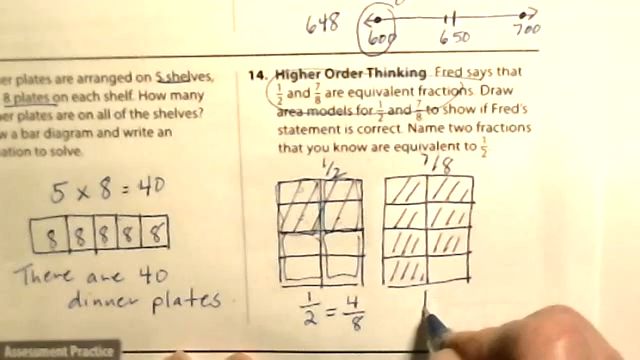 648
600
650
700
er plates are arranged on 5 shelves,
8 plates on each shelf. How many
er plates are on all of the shelves?
w a bar diagram and write an
ation to solve.
5 x 8 = 40
8 8 8 8 8
There are 40
dinner plates
Assessment Practice
14. Higher Order Thinking Fred says that
1/2 and 7/8 are equivalent fractions. Draw
area models for 1/2 and 7/8 to show if Fred's
statement is correct. Name two fractions
that you know are equivalent to 1/2
1/2
7/8
1/2 = 4/8